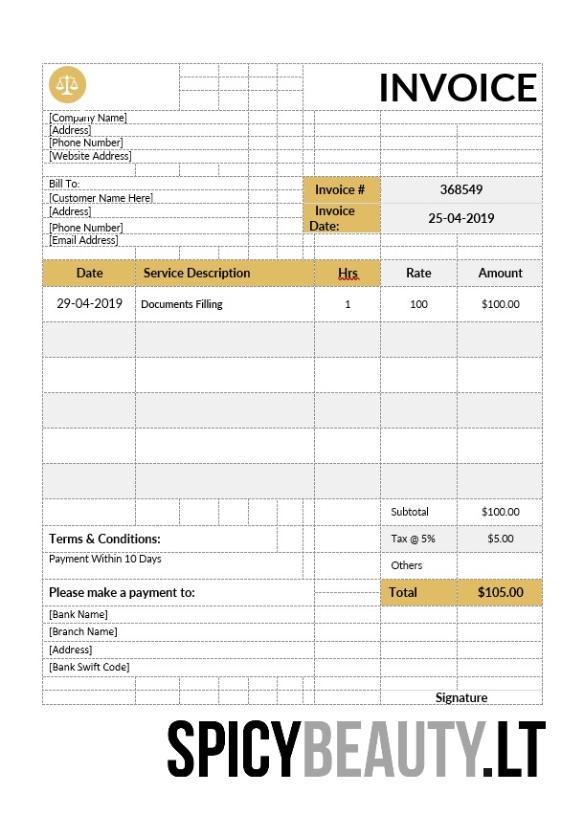 INVOICE
[Company Name]
[Address]
[Phone Number]
[Website Address]
Bill To:
[Customer Name Here]
[Address]
[Phone Number]
[Email Address]
Invoice # 368549
Invoice Date: 25-04-2019
Date Service Description Hrs Rate Amount
29-04-2019 Documents Filling 1 100 $100.00
Subtotal $100.00
Terms & Conditions: Tax @ 5% $5.00
Payment Within 10 Days Others
Please make a payment to: Total $105.00
[Bank Name]
[Branch Name]
[Address]
[Bank Swift Code]
Signature
SPICYBEAUTY.LT